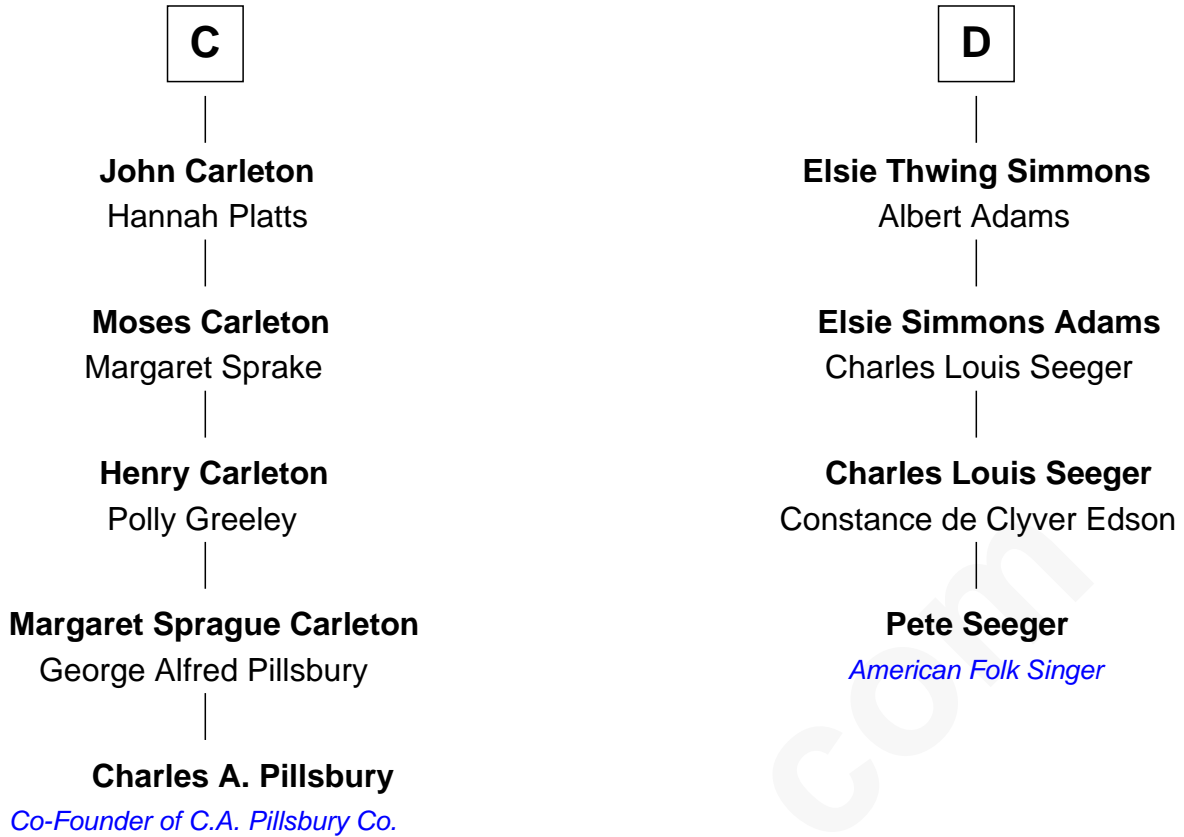 C
John Carleton
Hannah Platts
Moses Carleton
Margaret Sprake
Henry Carleton
Polly Greeley
Margaret Sprague Carleton
George Alfred Pillsbury
Charles A. Pillsbury
Co-Founder of C.A. Pillsbury Co.
D
Elsie Thwing Simmons
Albert Adams
Elsie Simmons Adams
Charles Louis Seeger
Charles Louis Seeger
Constance de Clyver Edson
Pete Seeger
American Folk Singer
com